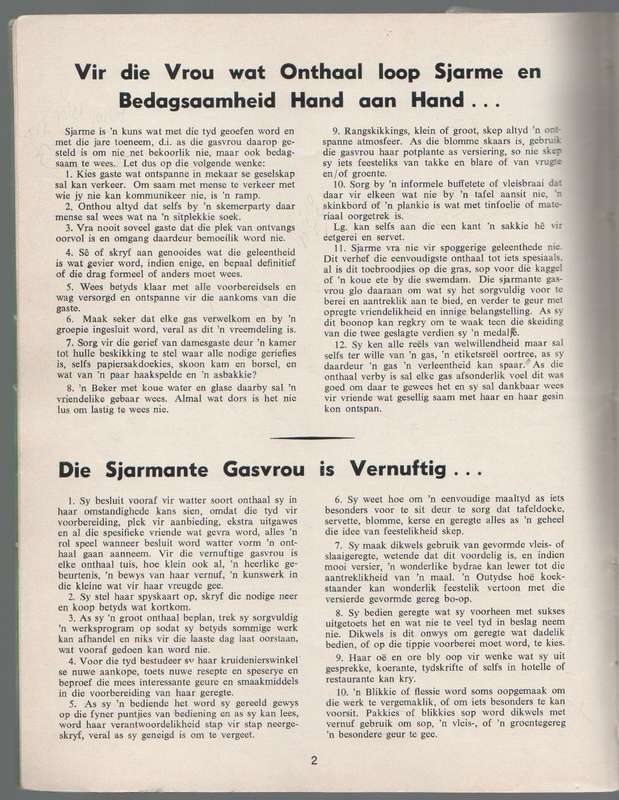 Vir die Vrou wat Onthaal loop Sjarme en
Bedagsaamheid Hand aan Hand . . .
Sjarme is 'n kuns wat met die tyd geoefen word en
met die jare toeneem, d.i. as die gasvrou daarop ge-
steld is om nie net bekoorlik nie, maar ook bedag-
saam te wees. Let dus op die volgende wenke:
1. Kies gaste wat ontspanne in mekaar se geselskap
sal kan verkeer. Om saam met mense te verkeer met
wie jy nie kan kommunikeer nie, is 'n ramp.
2. Onthou altyd dat selfs by 'n skemerparty daar
mense sal wees wat na 'n sitplekkie soek.
3. Vra nooit soveel gaste dat die plek van ontvangs
oorvol is en omgang daardeur bemoeilik word nie.
4. Sê of skryf aan genooides wat die geleentheid
is wat gevier word, indien enige, en bepaal definitief
of die drag formeel of anders moet wees.
5. Wees betyds klaar met alle voorbereidsels en
wag versorgd en ontspanne vir die aankoms van die
gaste.
6. Maak seker dat elke gas verwelkom en by 'n
groepie ingesluit word, veral as dit 'n vreemdeling is.
7. Sorg vir die gerief van damesgaste deur 'n kamer
tot hulle beskikking te stel waar alle nodige geriefies
is, selfs papiersakdoekies, skoon kam en borsel, en
wat van 'n paar haakspelde en 'n asbakkie?
8. 'n Beker met koue water en glase daarby sal 'n
vriendelike gebaar wees. Almal wat dors is het nie
lus om lastig te wees nie.
9. Rangskikkings, klein of groot, skep altyd 'n ont-
spanne atmosfeer. As die blomme skaars is, gebruik
die gasvrou haar potplante as versiering, so nie skep
sy iets feesteliks van takke en blare of van vrugte
en/of groente.
10. Sorg by 'n informele buffetete of vleisbraai dat
daar vir elkeen wat nie by 'n tafel aansit nie, 'n
skinkbord of 'n plankie is wat met tinfoelie of mate-
riaal oorgetrek is.
Lg. kan selfs aan die een kant 'n sakkie hê vir
eetgerei en servet.
11. Sjarme vra nie vir spoggerige geleenthede nie.
Dit verhef die eenvoudigste onthaal tot iets spesiaals,
al is dit toebroodjies op die gras, sop voor die kaggel
of 'n koue ete by die swemdam. Die sjarmante gas-
vrou glo daaraan om wat sy het sorgvuldig voor te
berei en aantreklik aan te bied, en verder te geur met
opregte vriendelikheid en innige belangstelling. As sy
dit boonop kan regkry om te waak teen die skeiding
van die twee geslagte verdien sy 'n medalje.
12. Sy ken alle reëls van welwillendheid maar sal
selfs ter wille van 'n gas, 'n etiketsreël oortree, as sy
daardeur 'n gas 'n verleentheid kan spaar. As die
onthaal verby is sal elke gas afsonderlik voel dit was
goed om daar te gewees het en sy sal dankbaar wees
vir vriende wat gesellig saam met haar en haar gesin
kon ontspan.
Die Sjarmante Gasvrou is Vernuftig . . .
1. Sy besluit vooraf vir watter soort onthaal sy in
haar omstandighede kans sien, omdat die tyd vir
voorbereiding, plek vir aanbieding, ekstra uitgawes
en al die spesifieke vriende wat gevra word, alles 'n
rol speel wanneer besluit word watter vorm 'n ont-
haal gaan aanneem. Vir die vernuftige gasvrou is
elke onthaal tuis, hoe klein ook al, 'n heerlike ge-
beurtenis, 'n bewys van haar vernuf, 'n kunswerk in
die kleine wat vir haar vreugde gee.
2. Sy stel haar spyskaart op, skryf die nodige neer
en koop betyds wat kortkom.
3. As sy 'n groot onthaal beplan, trek sy sorgvuldig
'n werksprogram op sodat sy betyds sommige werk
kan afhandel en niks vir die laaste dag laat oorstaan,
wat vooraf gedoen kan word nie.
4. Voor die tyd bestudeer sy haar kruidenierswinkel
se nuwe aankope, toets nuwe resepte en speserye en
beproef die mees interessante geure en smaakmiddels
in die voorbereiding van haar geregte.
5. As sy 'n bediende het word sy gereeld gewys
op die fyner puntjies van bediening en as sy kan lees,
word haar verantwoordelikheid stap vir stap neerge-
skryf, veral as sy geneigd is om te vergeet.
6. Sy weet hoe om 'n eenvoudige maaltyd as iets
besonders voor te sit deur te sorg dat tafeldoeke,
servette, blomme, kerse en geregte alles as 'n geheel
die idee van feestelikheid skep.
7. Sy maak dikwels gebruik van gevormde vleis- of
slaaigeregte, wetende dat dit voordelig is, en indien
mooi versier, 'n wonderlike bydrae kan lewer tot die
aantreklikheid van 'n maal. 'n Outydse hoë koek-
staander kan wonderlik feestelik vertoon met die
versierde gevormde gereg bo-op.
8. Sy bedien geregte wat sy voorheen met sukses
uitgetoets het en wat nie te veel tyd in beslag neem
nie. Dikwels is dit onwys om geregte wat dadelik
bedien, of op die tippie voorberei moet word, te kies.
9. Haar oë en ore bly oop vir wenke wat sy uit
gesprekke, koerante, tydskrifte of selfs in hotelle of
restaurante kan kry.
10. 'n Blikkie of flessie word soms oopgemaak om
die werk te vergemaklik, of om iets besonders te kan
voorsit. Pakkies of blikkies sop word dikwels met
vernuf gebruik om sop, 'n vleis-, of 'n groentegereg
'n besondere geur te gee.
2